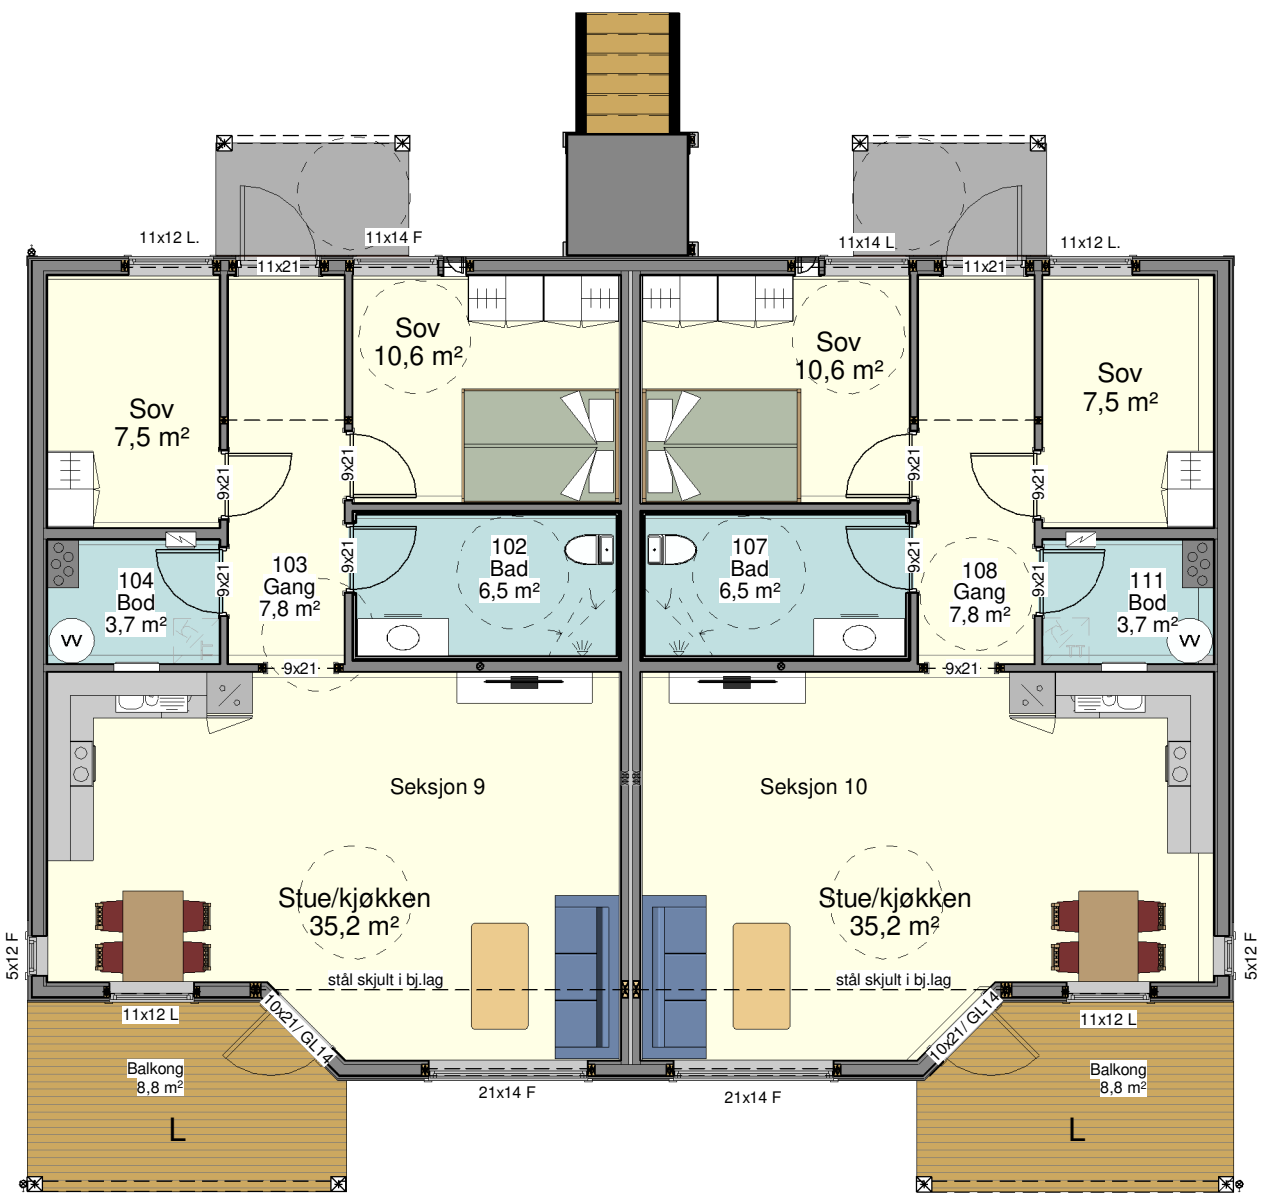 11x12 L.
11x14 F
11x14 L
11x12 L.
11x21
11x21
Sov
10,6 m²
Sov
10,6 m²
Sov
7,5 m²
Sov
7,5 m²
9x21
9x21
9x21
9x21
104
Bod
3,7 m²
VV
9x21
103
Gang
7,8 m²
9x21
102
Bad
6,5 m²
107
Bad
6,5 m²
9x21
108
Gang
7,8 m²
9x21
111
Bod
3,7 m²
VV
9x21
9x21
Seksjon 9
Seksjon 10
Stue/kjøkken
35,2 m²
Stue/kjøkken
35,2 m²
5x12 F
5x12 F
stål skjult i bj.lag
stål skjult i bj.lag
11x12 L
10x21/ GL14
10x21/ GL14
11x12 L
Balkong
8,8 m²
Balkong
8,8 m²
21x14 F
21x14 F
L
L